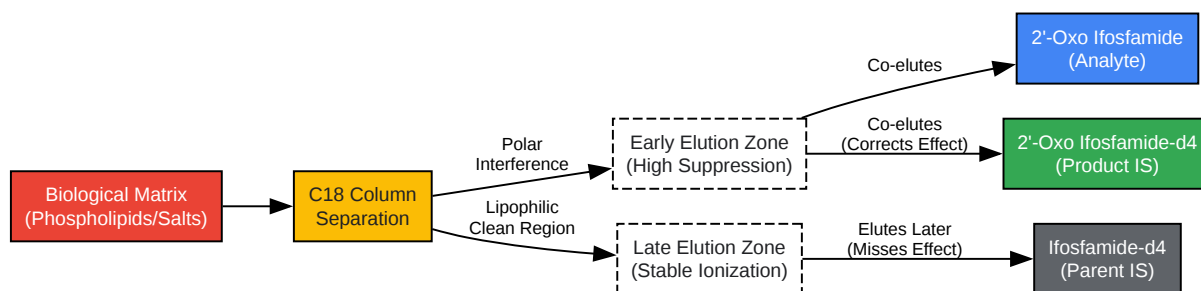 Biological Matrix
(Phospholipids/Salts)
C18 Column
Separation
Polar
Interference
Lipophilic
Clean Region
Early Elution Zone
(High Suppression)
Late Elution Zone
(Stable Ionization)
Co-elutes
Co-elutes
(Corrects Effect)
Elutes Later
(Misses Effect)
2'-Oxo Ifosfamide
(Analyte)
2'-Oxo Ifosfamide-d4
(Product IS)
Ifosfamide-d4
(Parent IS)